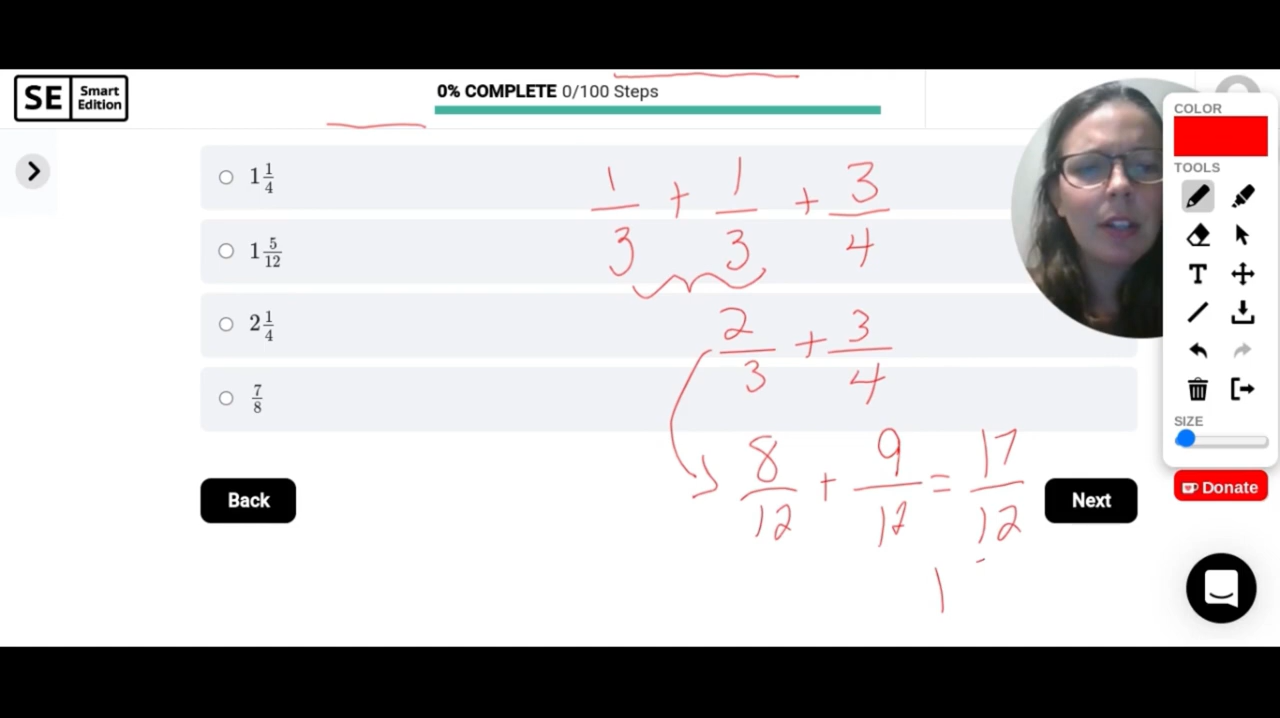 SE Smart Edition
0% COMPLETE 0/100 Steps
COLOR
TOOLS
T
SIZE
Donate
1 1/4
1 5/12
2 1/4
7/8
Back
Next
1/3 + 1/3 + 3/4
2/3 + 3/4
8/12 + 9/12 = 17/12
1